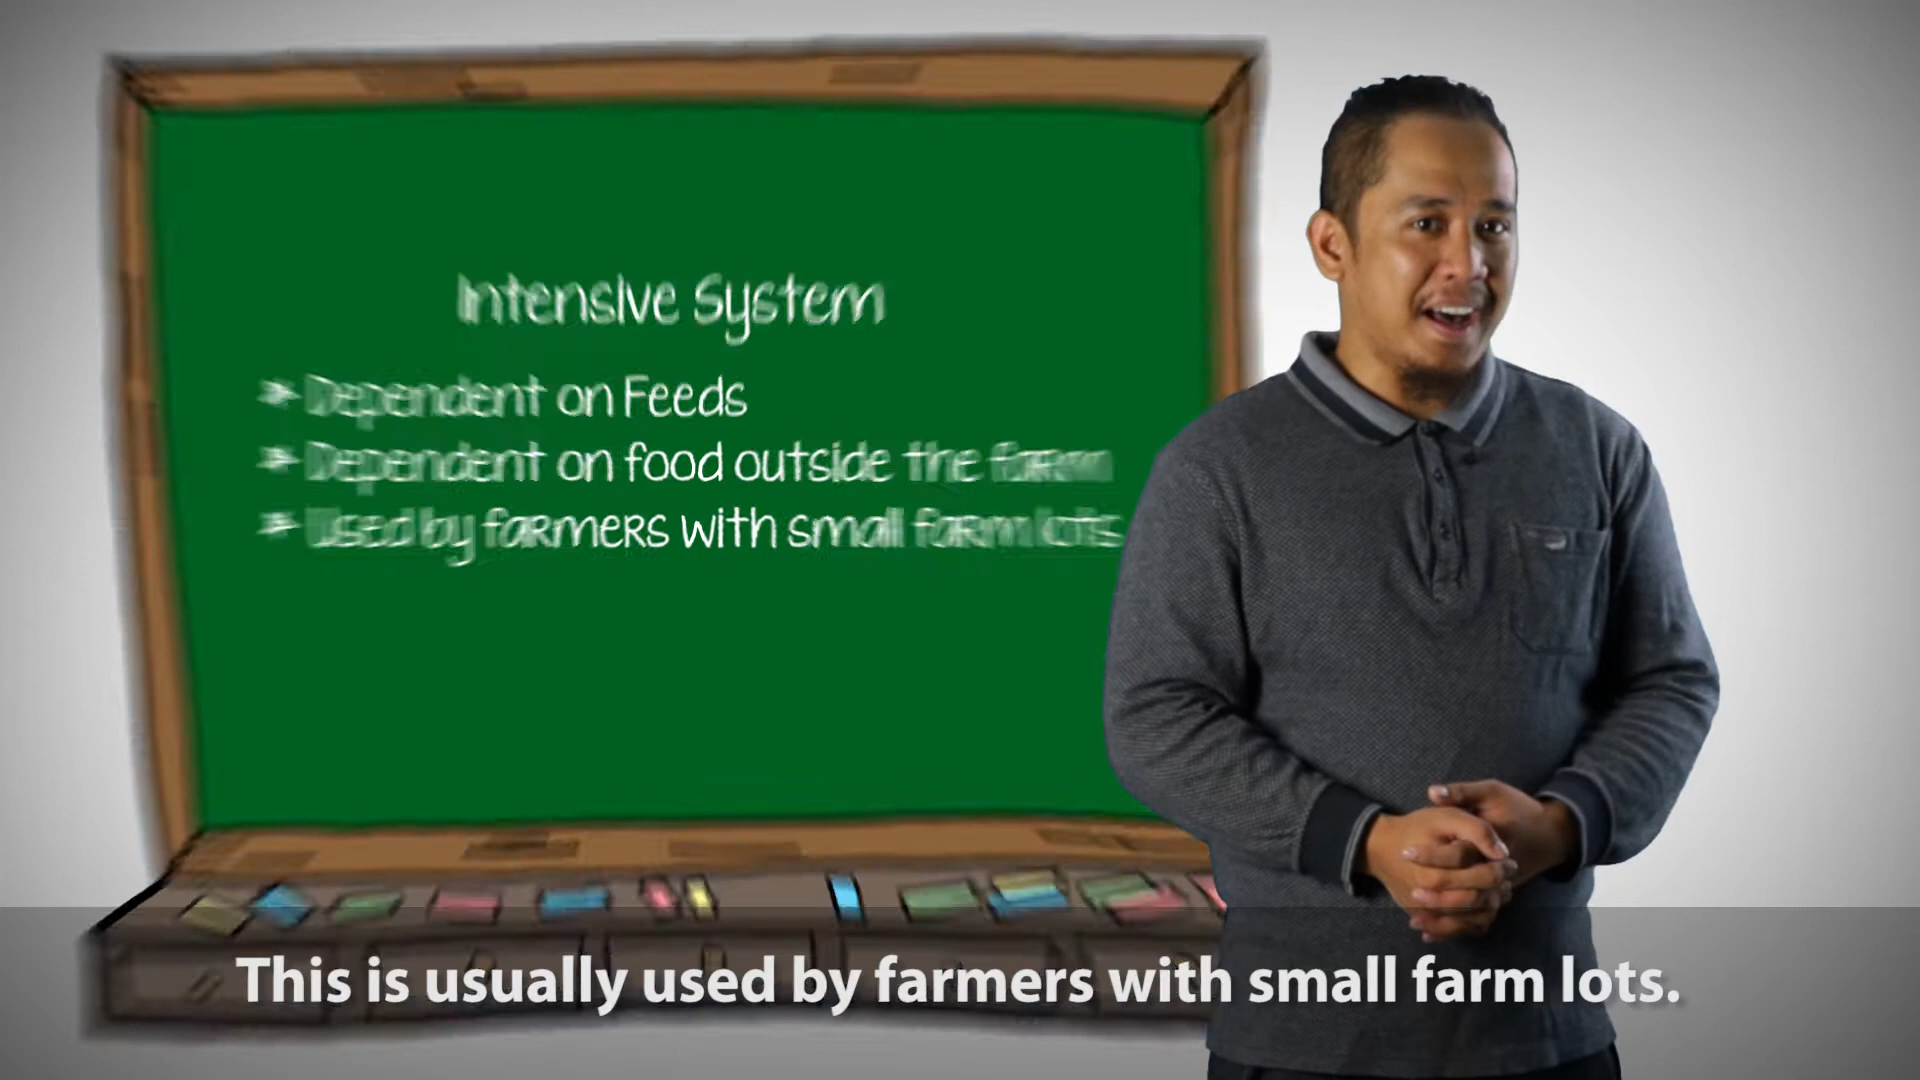 Intensive System
* Dependent on Feeds
* Dependent on food outside the farm
* Used by farmers with small farm lots
This is usually used by farmers with small farm lots.